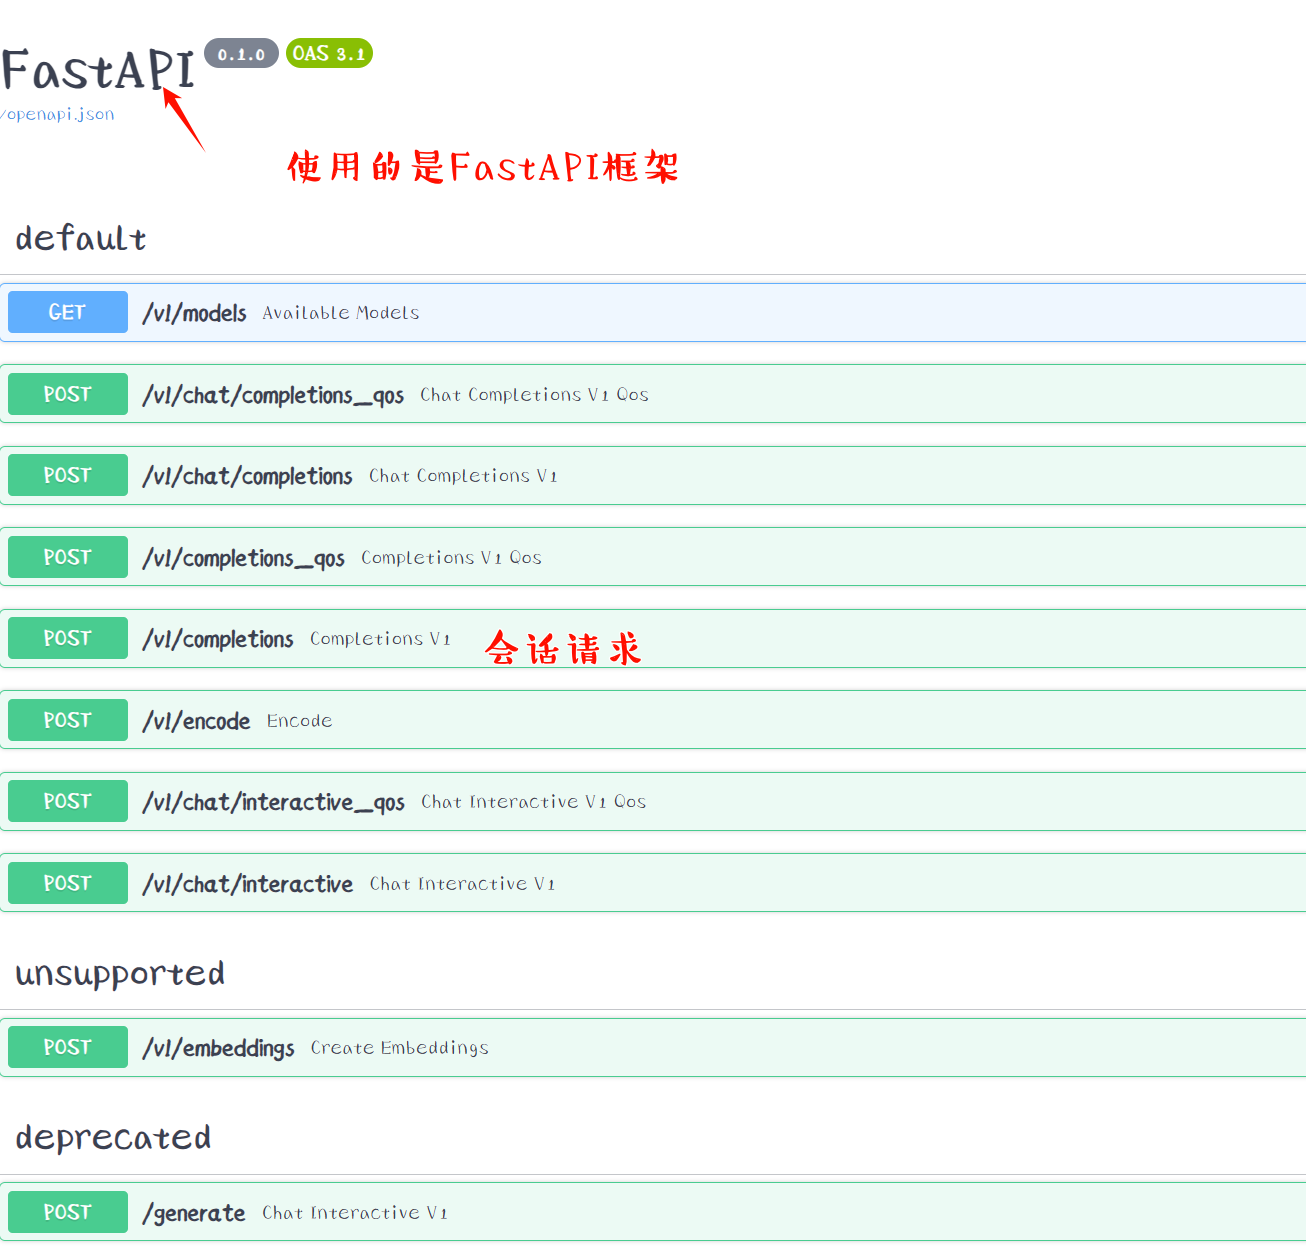 FastAPI 0.1.0 OAS 3.1
/openapi.json
使用的是FastAPI框架
default
GET /v1/models Available Models
POST /v1/chat/completions_qos Chat Completions V1 Qos
POST /v1/chat/completions Chat Completions V1
POST /v1/completions_qos Completions V1 Qos
POST /v1/completions Completions V1 会话请求
POST /v1/encode Encode
POST /v1/chat/interactive_qos Chat Interactive V1 Qos
POST /v1/chat/interactive Chat Interactive V1
unsupported
POST /v1/embeddings Create Embeddings
deprecated
POST /generate Chat Interactive V1